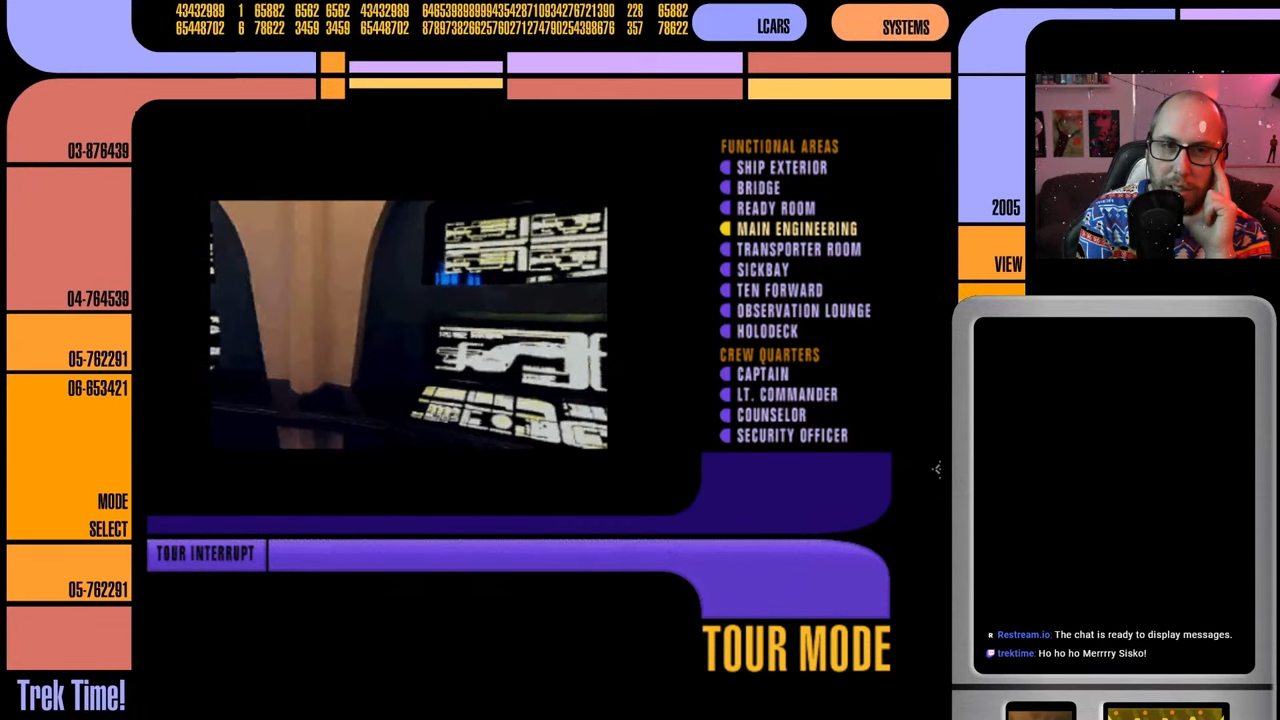 43432989 1 65882 6562 6562 43432989 64653989899943542871093427672 1390 228 65882
65448702 6 78622 3459 3459 65448702 878973826625760271274790254398676 357 78622
LCARS
SYSTEMS
03-876439
04-764539
05-762291
06-653421
MODE
SELECT
05-762291
Trek Time!
FUNCTIONAL AREAS
SHIP EXTERIOR
BRIDGE
READY ROOM
MAIN ENGINEERING
TRANSPORTER ROOM
SICKBAY
TEN FORWARD
OBSERVATION LOUNGE
HOLODECK
CREW QUARTERS
CAPTAIN
LT. COMMANDER
COUNSELOR
SECURITY OFFICER
TOUR INTERRUPT
TOUR MODE
2005
VIEW
Restream.io: The chat is ready to display messages.
trektime: Ho ho ho Merrrry Sisko!